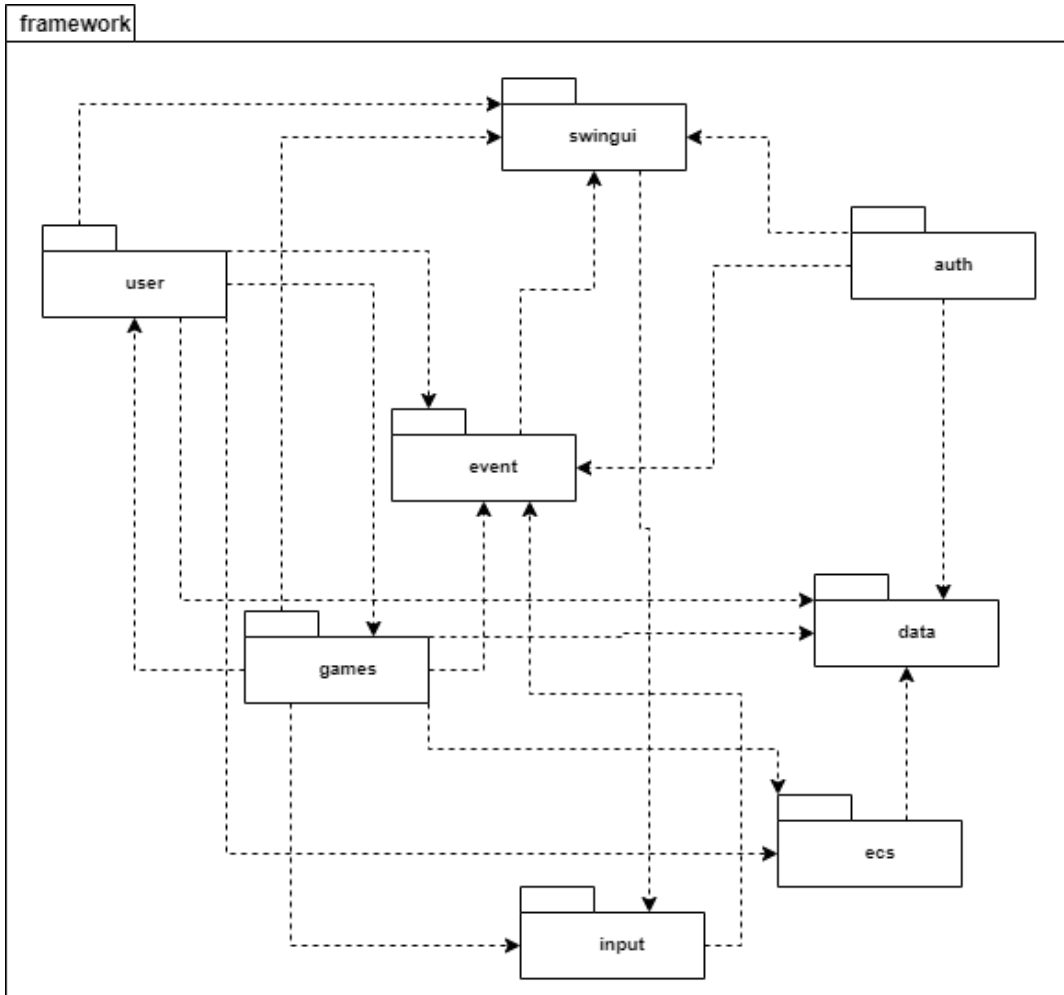 framework
swingui
user
auth
event
data
games
ecs
input